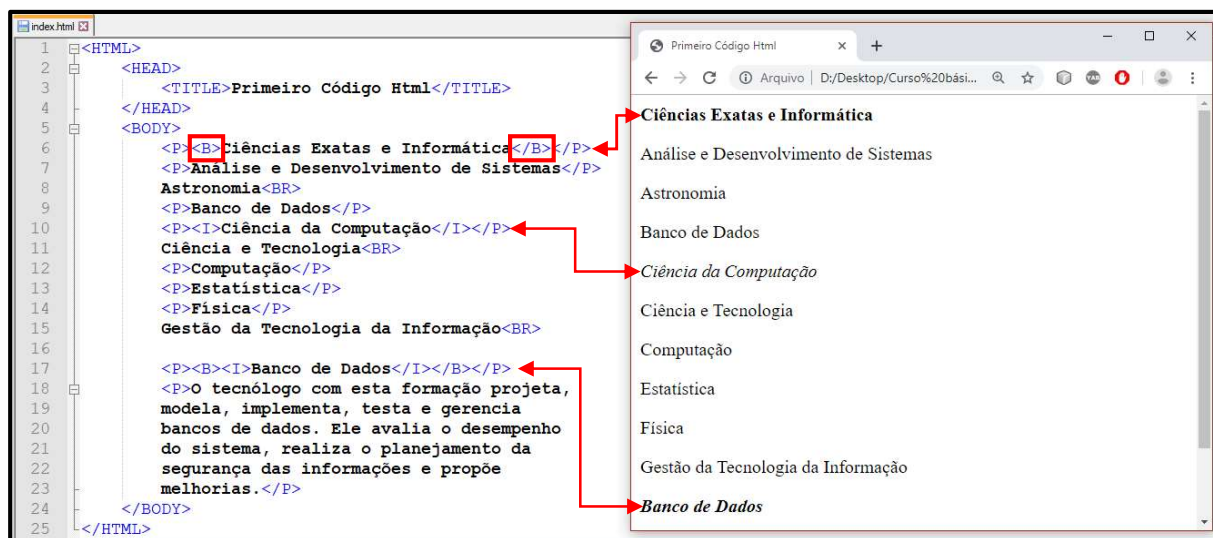 index.html
1 <HTML>
2 <HEAD>
3 <TITLE>Primeiro Código Html</TITLE>
4 </HEAD>
5 <BODY>
6 <P><B>Ciências Exatas e Informática</B></P>
7 <P>Análise e Desenvolvimento de Sistemas</P>
8 Astronomia<BR>
9 <P>Banco de Dados</P>
10 <P><I>Ciência da Computação</I></P>
11 Ciência e Tecnologia<BR>
12 <P>Computação</P>
13 <P>Estatística</P>
14 <P>Física</P>
15 Gestão da Tecnologia da Informação<BR>
16
17 <P><B><I>Banco de Dados</I></B></P>
18 <P>O tecnólogo com esta formação projeta,
19 modela, implementa, testa e gerencia
20 bancos de dados. Ele avalia o desempenho
21 do sistema, realiza o planejamento da
22 segurança das informações e propõe
23 melhorias.</P>
24 </BODY>
25 </HTML>
Primeiro Código Html
Arquivo | D:/Desktop/Curso%20bási...
Ciências Exatas e Informática
Análise e Desenvolvimento de Sistemas
Astronomia
Banco de Dados
Ciência da Computação
Ciência e Tecnologia
Computação
Estatística
Física
Gestão da Tecnologia da Informação
Banco de Dados